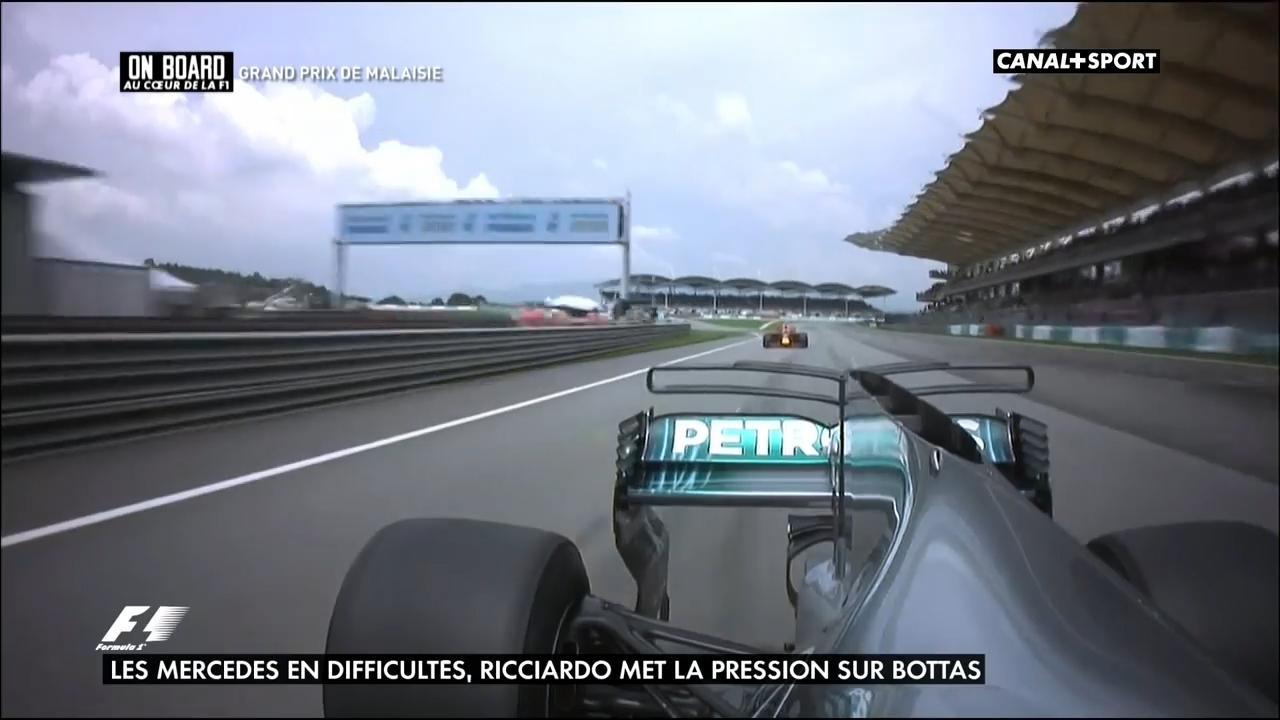 ON BOARD
AU CŒUR DE LA F1
GRAND PRIX DE MALAISIE
CANAL+SPORT
PETR
F1
Formula 1
LES MERCEDES EN DIFFICULTÉS, RICCIARDO MET LA PRESSION SUR BOTTAS